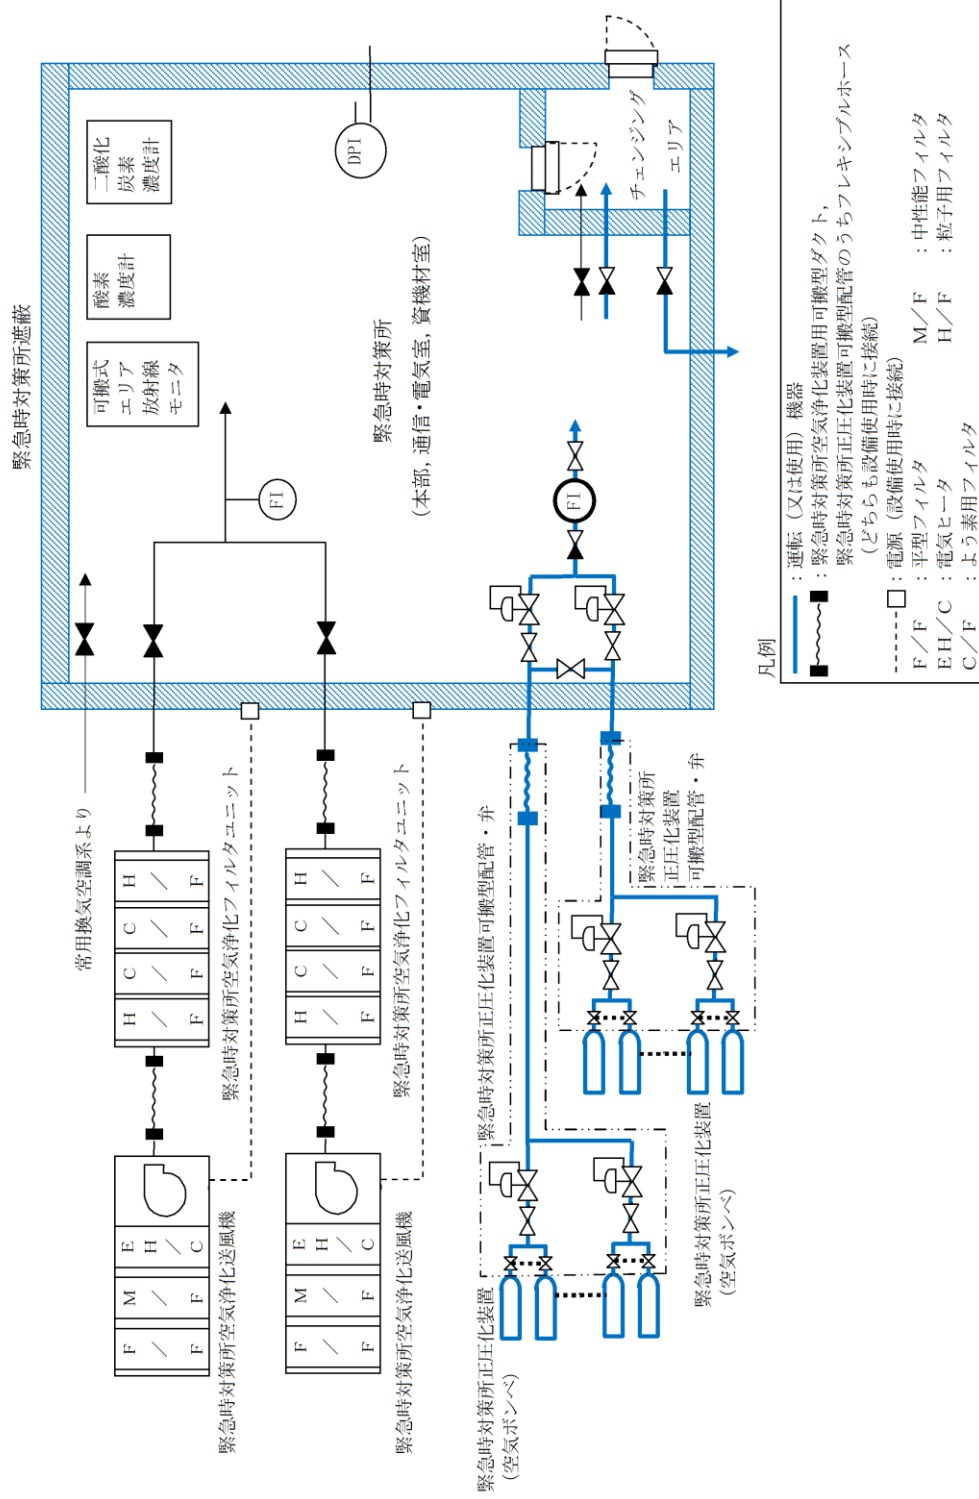 緊急時対策所遮蔽
可搬式
エリア
放射線
モニタ
酸素
濃度計
二酸化
炭素
濃度計
DPI
FI
緊急時対策所
(本部，通信・電気室，資機材室)
チェンジング
エリア
FI
常用換気空調系より
F/F
M/F
EH/C
H/F
C/F
C/F
H/F
緊急時対策所空気浄化送風機
緊急時対策所空気浄化フィルタユニット
F/F
M/F
EH/C
H/F
C/F
C/F
H/F
緊急時対策所空気浄化送風機
緊急時対策所空気浄化フィルタユニット
緊急時対策所正圧化装置可搬型配管・弁
緊急時対策所正圧化装置
(空気ボンベ)
緊急時対策所
正圧化装置
可搬型配管・弁
緊急時対策所正圧化装置
(空気ボンベ)
凡例
：運転（又は使用）機器
：緊急時対策所空気浄化装置用可搬型ダクト，
緊急時対策所正圧化装置可搬型配管のうちフレキシブルホース
（どちらも設備使用時に接続）
：電源（設備使用時に接続）
F/F ：平型フィルタ M/F ：中性能フィルタ
EH/C ：電気ヒータ H/F ：粒子用フィルタ
C/F ：よう素用フィルタ